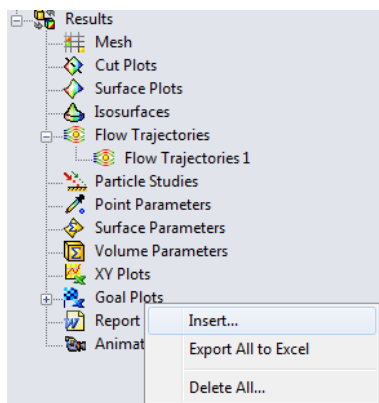 Results
Mesh
Cut Plots
Surface Plots
Isosurfaces
Flow Trajectories
Flow Trajectories 1
Particle Studies
Point Parameters
Surface Parameters
Volume Parameters
XY Plots
Goal Plots
Report
Insert...
Animat
Export All to Excel
Delete All...